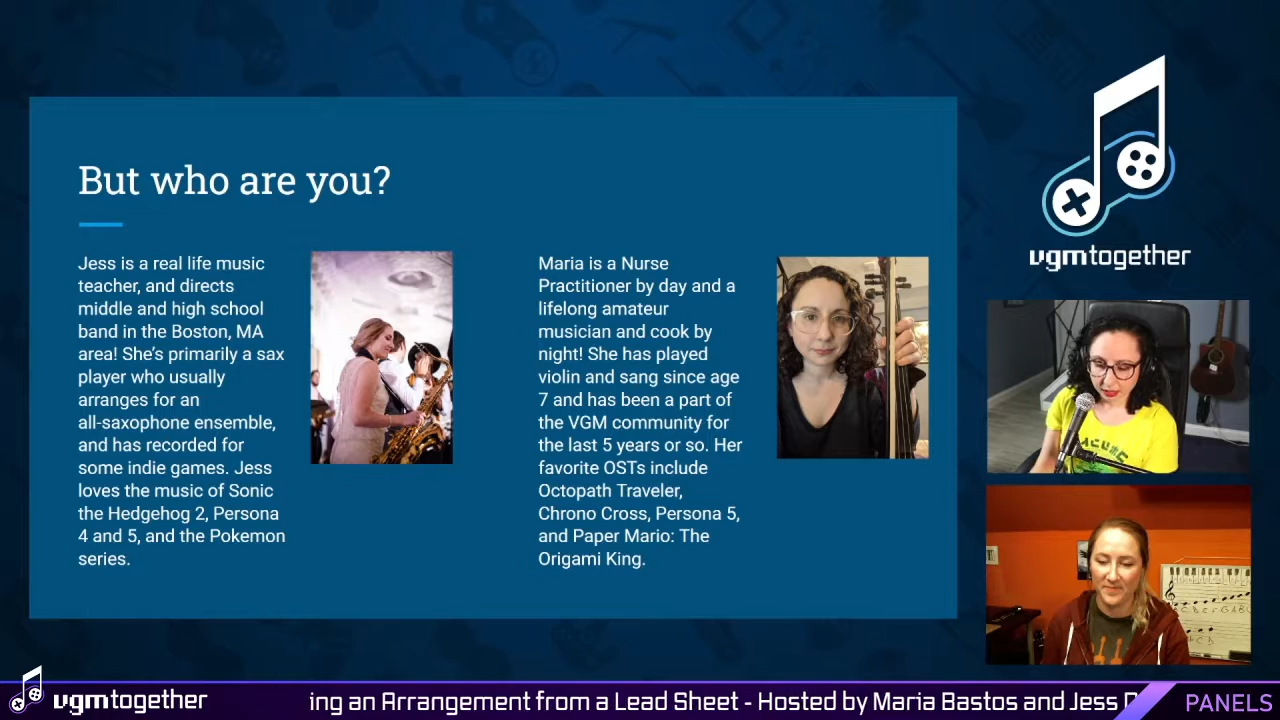 But who are you?
Jess is a real life music
teacher, and directs
middle and high school
band in the Boston, MA
area! She's primarily a sax
player who usually
arranges for an
all-saxophone ensemble,
and has recorded for
some indie games. Jess
loves the music of Sonic
the Hedgehog 2, Persona
4 and 5, and the Pokemon
series.
Maria is a Nurse
Practitioner by day and a
lifelong amateur
musician and cook by
night! She has played
violin and sang since age
7 and has been a part of
the VGM community for
the last 5 years or so. Her
favorite OSTs include
Octopath Traveler,
Chrono Cross, Persona 5,
and Paper Mario: The
Origami King.
vgmtogether
vgmtogether
ing an Arrangement from a Lead Sheet - Hosted by Maria Bastos and Jess
PANELS